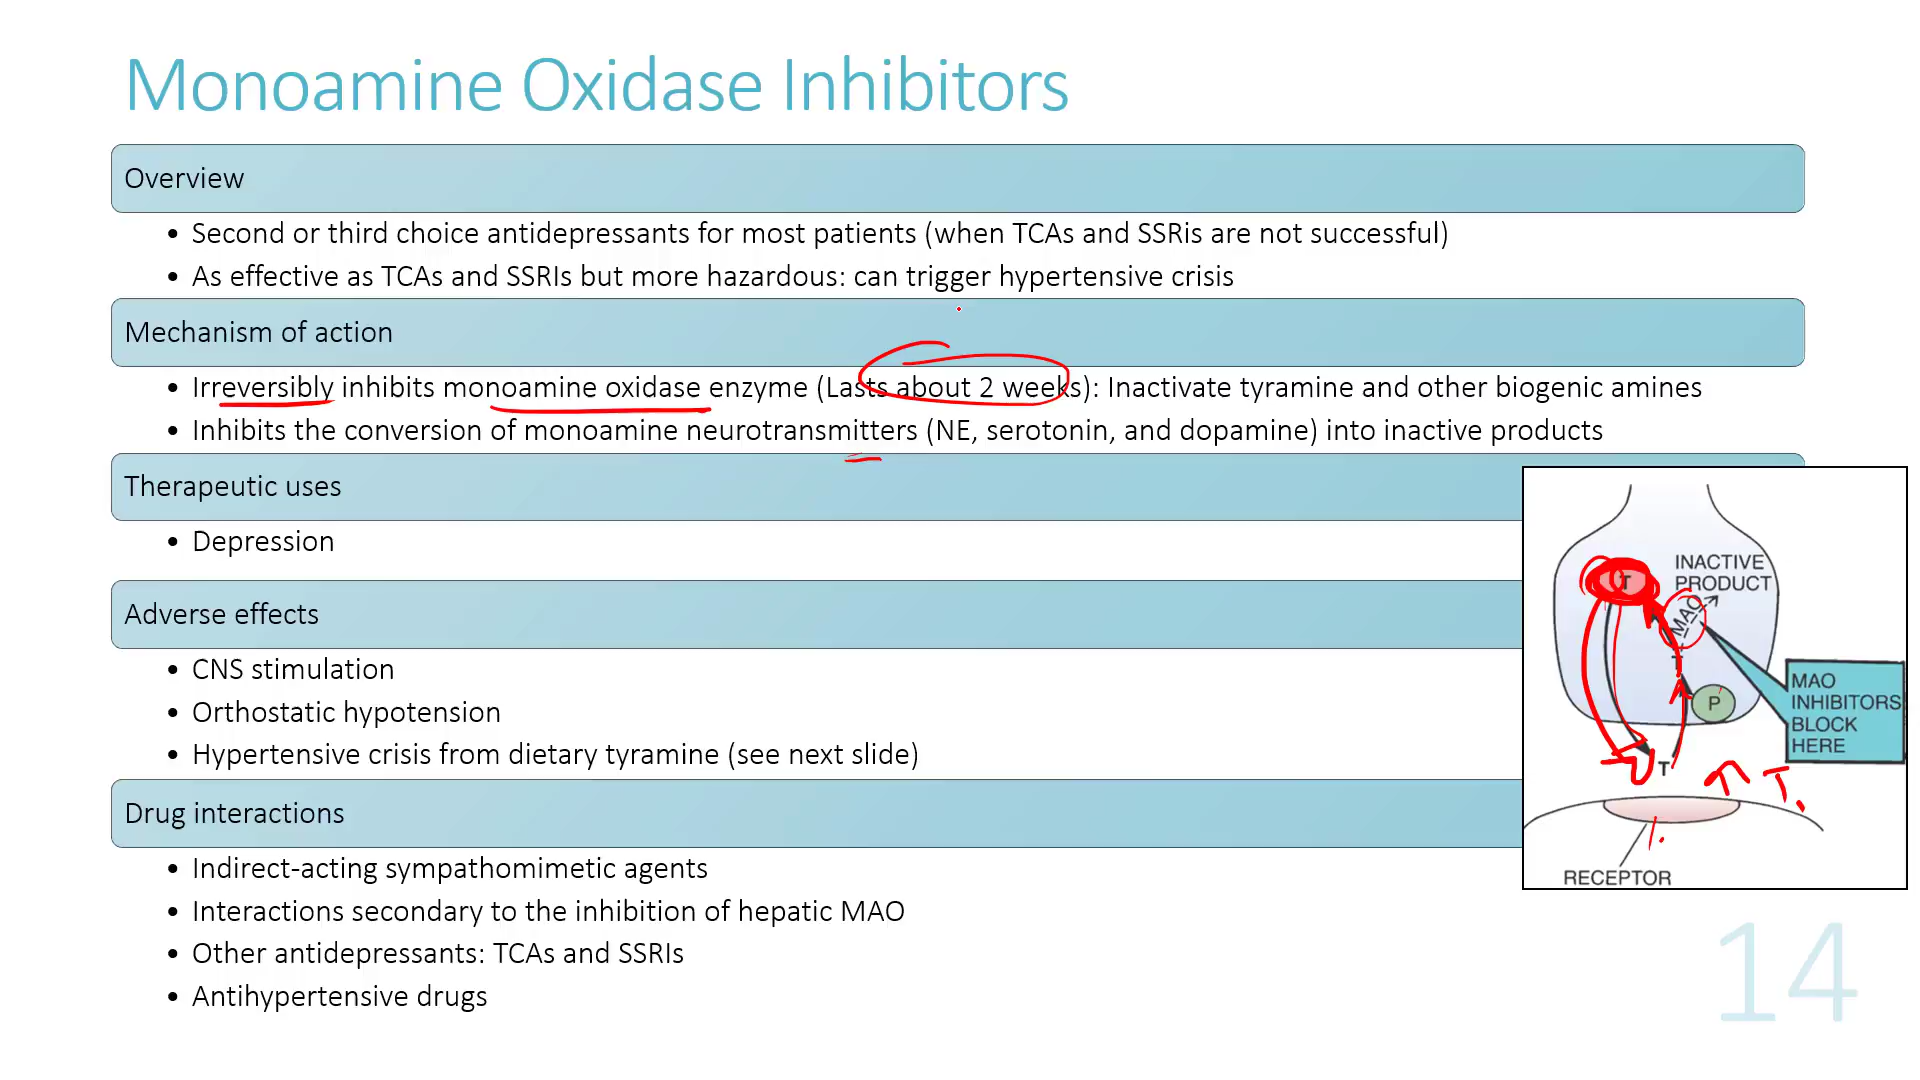 Monoamine Oxidase Inhibitors
Overview
• Second or third choice antidepressants for most patients (when TCAs and SSRis are not successful)
• As effective as TCAs and SSRIs but more hazardous: can trigger hypertensive crisis
Mechanism of action
• Irreversibly inhibits monoamine oxidase enzyme (Lasts about 2 weeks): Inactivate tyramine and other biogenic amines
• Inhibits the conversion of monoamine neurotransmitters (NE, serotonin, and dopamine) into inactive products
Therapeutic uses
• Depression
Adverse effects
• CNS stimulation
• Orthostatic hypotension
• Hypertensive crisis from dietary tyramine (see next slide)
Drug interactions
• Indirect-acting sympathomimetic agents
• Interactions secondary to the inhibition of hepatic MAO
• Other antidepressants: TCAs and SSRIs
• Antihypertensive drugs
INACTIVE
PRODUCT
T
MAO
T
P
MAO
INHIBITORS
BLOCK
HERE
T
↑ T.
RECEPTOR
14